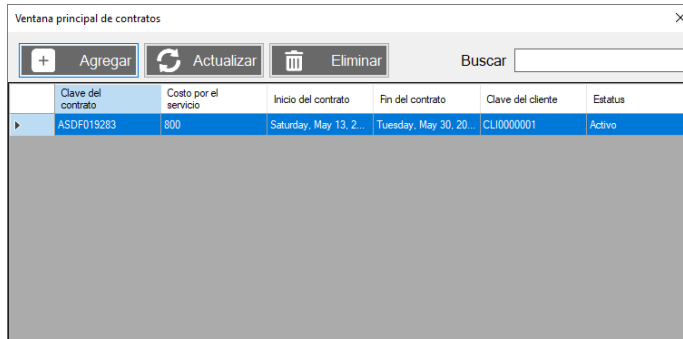 Ventana principal de contratos
Agregar Actualizar Eliminar Buscar
Clave del contrato Costo por el servicio Inicio del contrato Fin del contrato Clave del cliente Estatus
ASDF019283 800 Saturday, May 13, 2... Tuesday, May 30, 20... CLI0000001 Activo